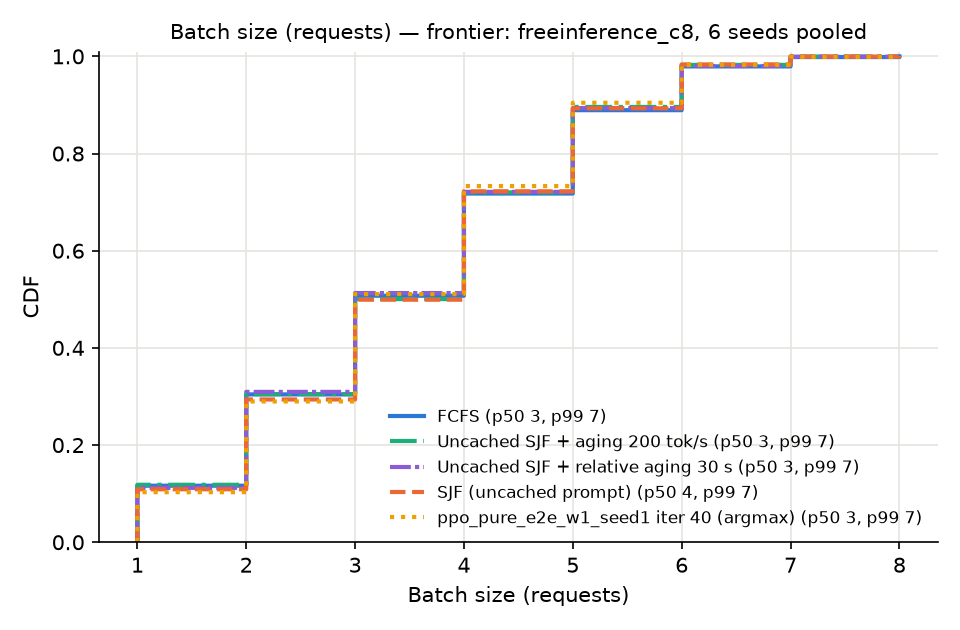 Batch size (requests) — frontier: freeinference_c8, 6 seeds pooled
1.0
0.8
0.6
0.4
0.2
0.0
CDF
FCFS (p50 3, p99 7)
Uncached SJF + aging 200 tok/s (p50 3, p99 7)
Uncached SJF + relative aging 30 s (p50 3, p99 7)
SJF (uncached prompt) (p50 4, p99 7)
ppo_pure_e2e_w1_seed1 iter 40 (argmax) (p50 3, p99 7)
1 2 3 4 5 6 7 8
Batch size (requests)